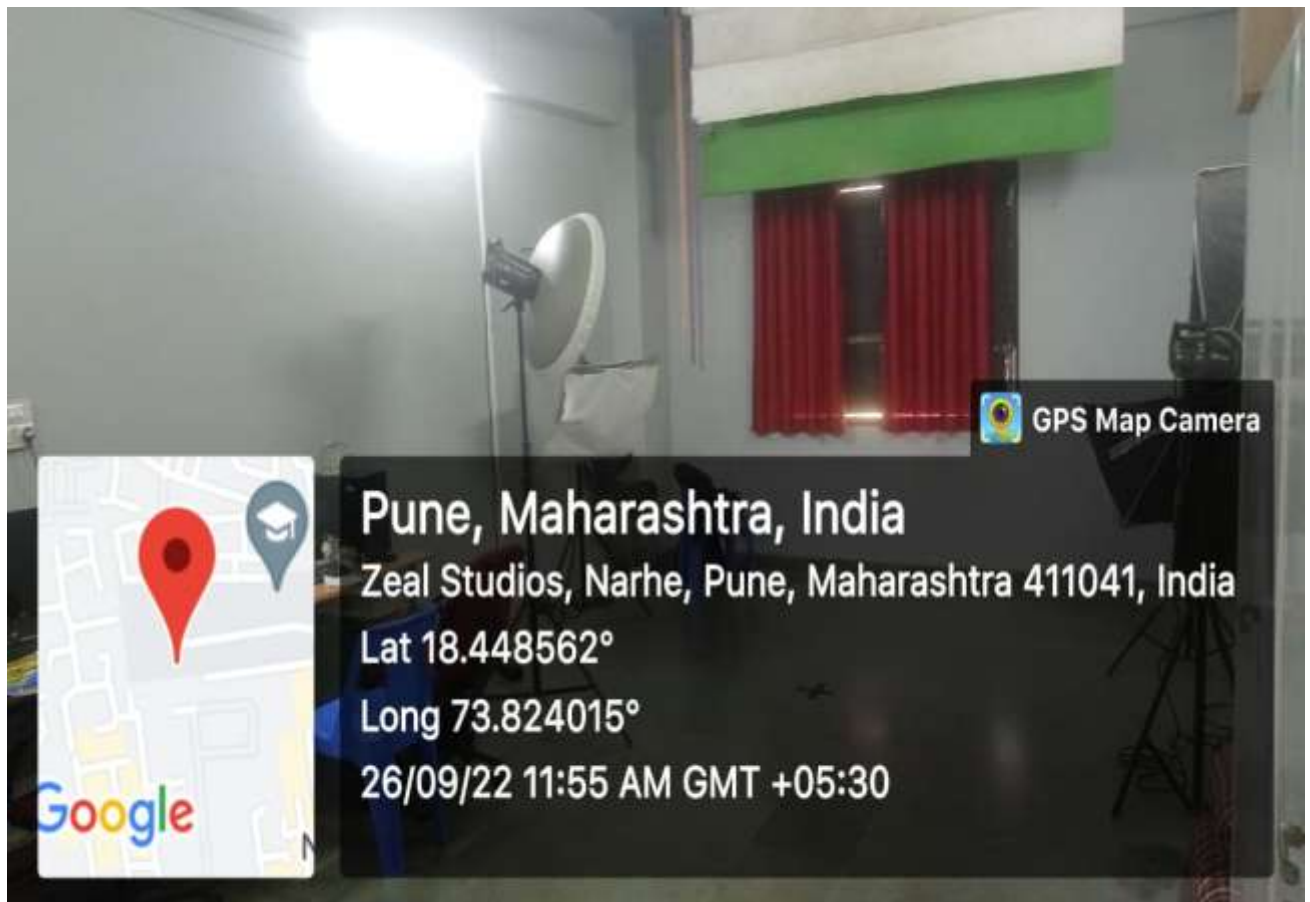 GPS Map Camera
Pune, Maharashtra, India
Zeal Studios, Narhe, Pune, Maharashtra 411041, India
Lat 18.448562°
Long 73.824015°
26/09/22 11:55 AM GMT +05:30
Google
N